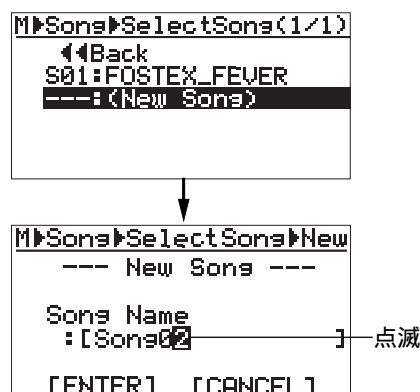 M▶Song▶SelectSong(1/1)
◀◀Back
S01:FOSTEX_FEVER
---:(New Song)
M▶Song▶SelectSong▶New
--- New Song ---
Song Name
:[Song02 ]
点滅
[ENTER] [CANCEL]